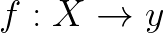 f : X → y